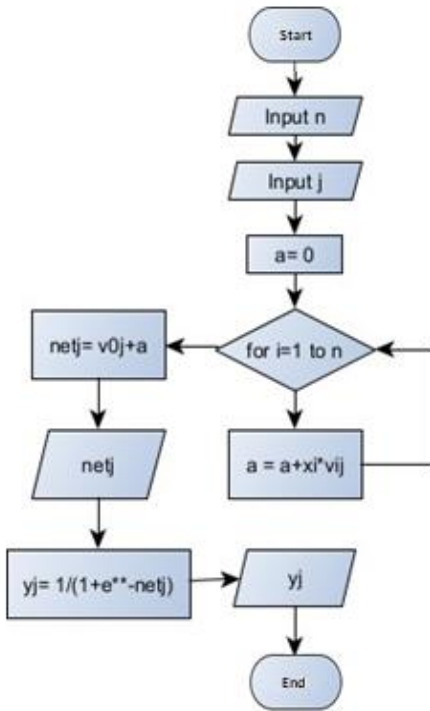 Start
Input n
Input j
a= 0
for i=1 to n
a = a+xi*vij
netj= v0j+a
netj
yj= 1/(1+e**-netj)
yj
End